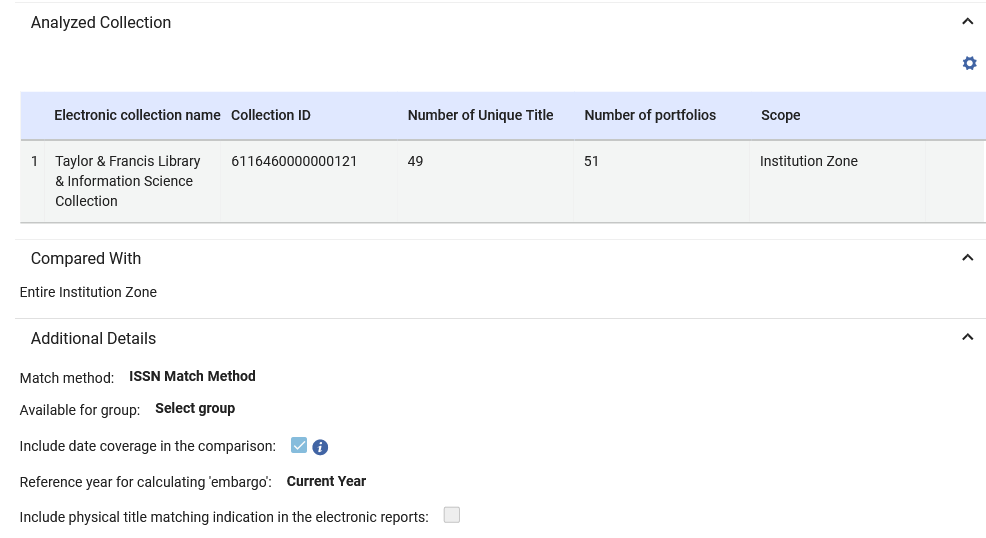 Analyzed Collection
Electronic collection name Collection ID Number of Unique Title Number of portfolios Scope
1 Taylor & Francis Library 6116460000000121 49 51 Institution Zone
& Information Science
Collection
Compared With
Entire Institution Zone
Additional Details
Match method: ISSN Match Method
Available for group: Select group
Include date coverage in the comparison:
Reference year for calculating 'embargo': Current Year
Include physical title matching indication in the electronic reports: